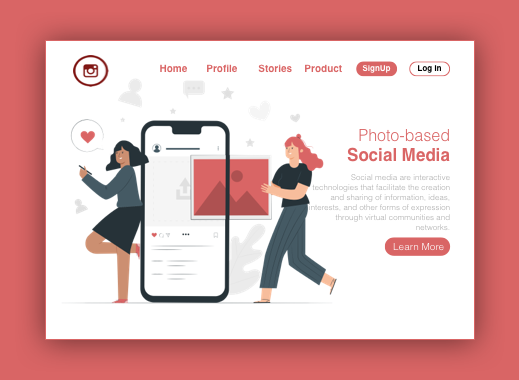 Home Profile Stories Product SignUp Log In
Photo-based
Social Media
Social media are interactive
technologies that facilitate the creation
and sharing of information, ideas,
interests, and other forms of expression
through virtual communities and
networks.
Learn More